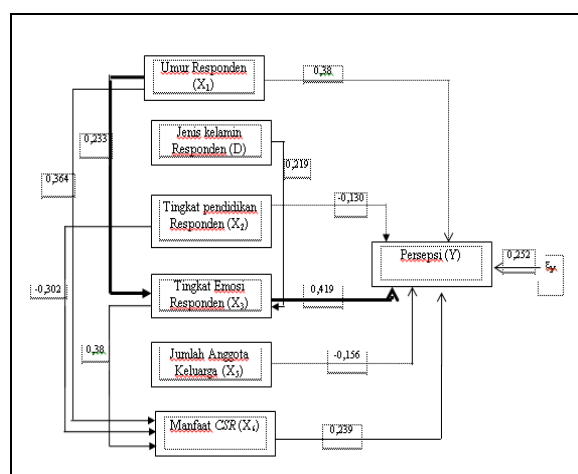 Umur Responden
(X1)
0,38
0,233
Jenis kelamin
Responden (D)
0,219
0,364
Tingkat pendidikan
Responden (X2)
-0,130
Persepsi (Y)
0,252
-0,302
Tingkat Emosi
Responden (X3)
0,419
0,38
Jumlah Anggota
Keluarga (X5)
-0,156
Manfaat CSR (X4)
0,239